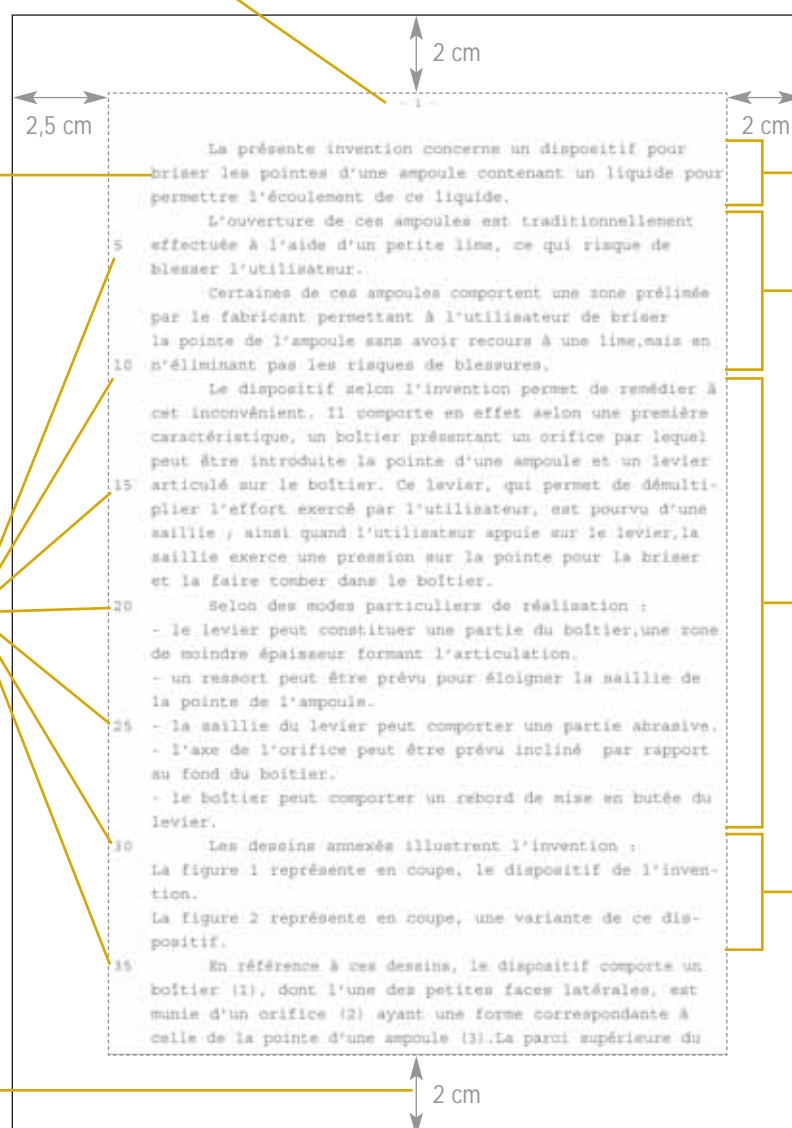 2 cm
2,5 cm
2 cm
- 1 -
La présente invention concerne un dispositif pour
briser les pointes d'une ampoule contenant un liquide pour
permettre l'écoulement de ce liquide.
L'ouverture de ces ampoules est traditionnellement
5 effectuée à l'aide d'un petite lime, ce qui risque de
blesser l'utilisateur.
Certaines de ces ampoules comportent une zone prélimée
par le fabricant permettant à l'utilisateur de briser
la pointe de l'ampoule sans avoir recours à une lime,mais en
10 n'éliminant pas les risques de blessures.
Le dispositif selon l'invention permet de remédier à
cet inconvénient. Il comporte en effet selon une première
caractéristique, un boîtier présentant un orifice par lequel
peut être introduite la pointe d'une ampoule et un levier
15 articulé sur le boîtier. Ce levier, qui permet de démulti-
plier l'effort exercé par l'utilisateur, est pourvu d'une
saillie ; ainsi quand l'utilisateur appuie sur le levier,la
saillie exerce une pression sur la pointe pour la briser
et la faire tomber dans le boîtier.
20 Selon des modes particuliers de réalisation :
- le levier peut constituer une partie du boîtier,une zone
de moindre épaisseur formant l'articulation.
- un ressort peut être prévu pour éloigner la saillie de
la pointe de l'ampoule.
25 - la saillie du levier peut comporter une partie abrasive.
- l'axe de l'orifice peut être prévu incliné par rapport
au fond du boitier.
- le boîtier peut comporter un rebord de mise en butée du
levier.
30 Les dessins annexés illustrent l'invention :
La figure 1 représente en coupe, le dispositif de l'inven-
tion.
La figure 2 représente en coupe, une variante de ce dis-
positif.
35 En référence à ces dessins, le dispositif comporte un
boîtier (1), dont l'une des petites faces latérales, est
munie d'un orifice (2) ayant une forme correspondante à
celle de la pointe d'une ampoule (3).La paroi supérieure du
2 cm